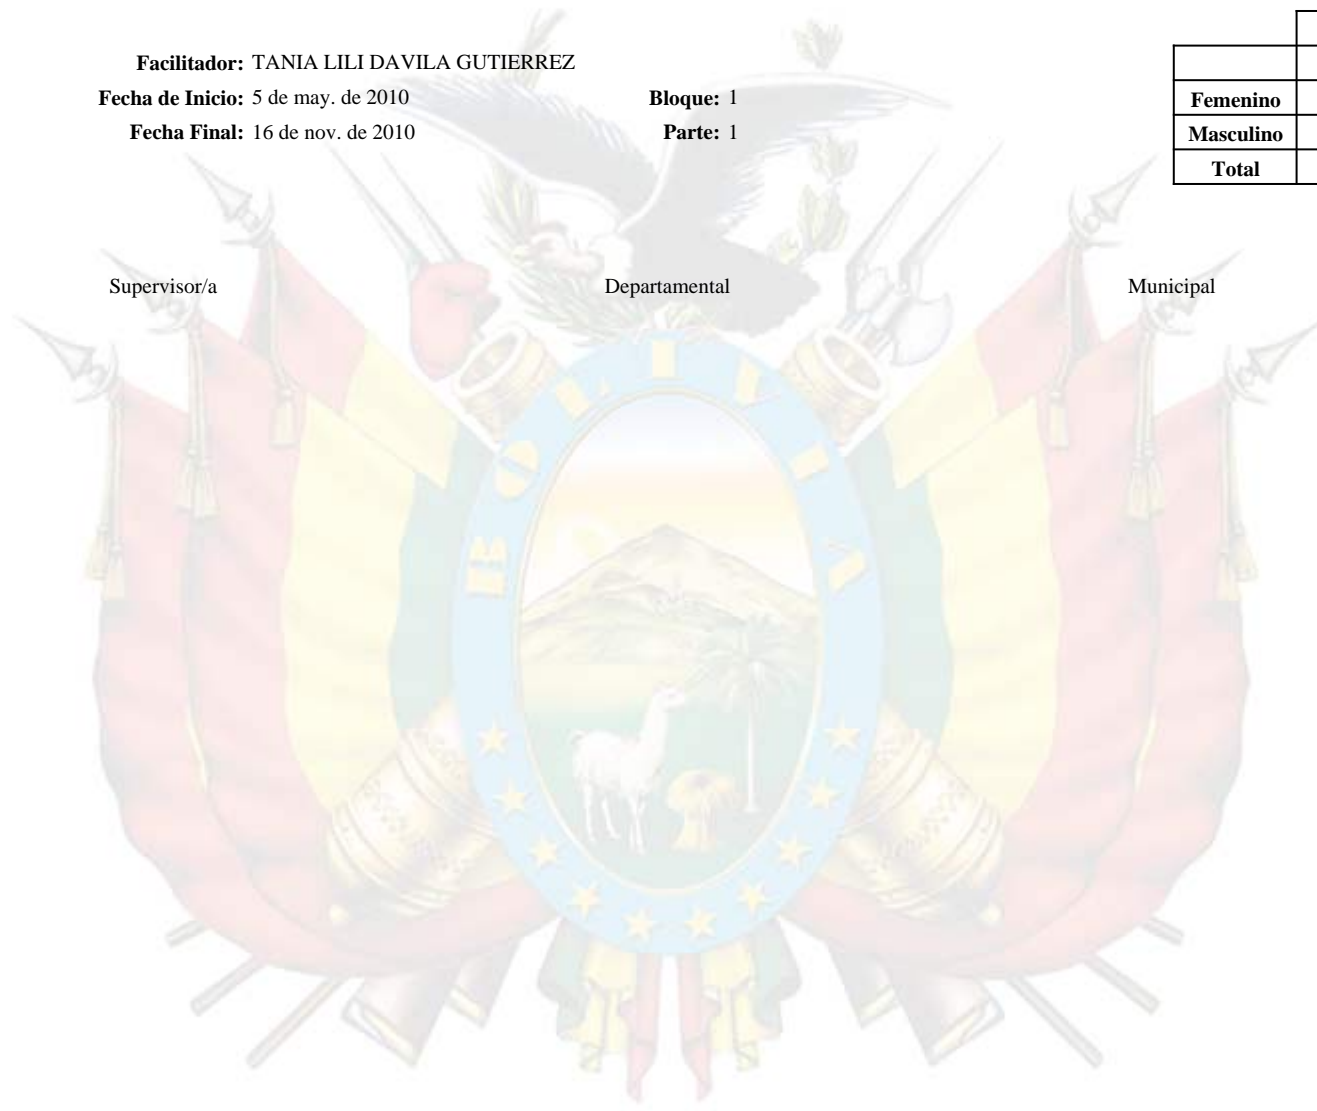 Facilitador: TANIA LILI DAVILA GUTIERREZ
Fecha de Inicio: 5 de may. de 2010 Bloque: 1
Fecha Final: 16 de nov. de 2010 Parte: 1
Femenino
Masculino
Total
Supervisor/a Departamental Municipal
BOLIVIA